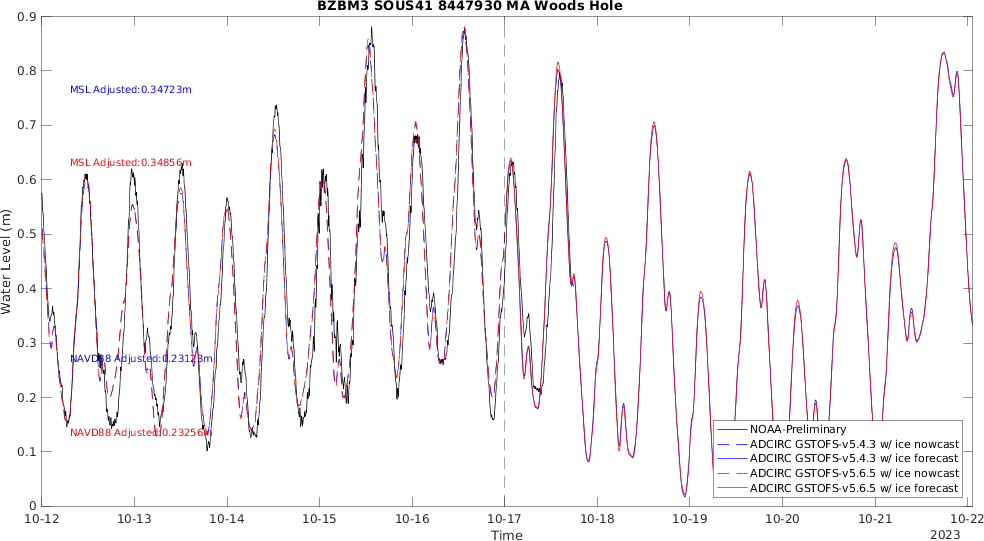 BZBM3 SOUS41 8447930 MA Woods Hole
Water Level (m)
0.9
0.8
0.7
0.6
0.5
0.4
0.3
0.2
0.1
0
MSL Adjusted:0.34723m
MSL Adjusted:0.34856m
NAVD88 Adjusted:0.23123m
NAVD88 Adjusted:0.23256m
NOAA-Preliminary
ADCIRC GSTOFS-v5.4.3 w/ ice nowcast
ADCIRC GSTOFS-v5.4.3 w/ ice forecast
ADCIRC GSTOFS-v5.6.5 w/ ice nowcast
ADCIRC GSTOFS-v5.6.5 w/ ice forecast
10-12 10-13 10-14 10-15 10-16 10-17 10-18 10-19 10-20 10-21 10-22
Time
2023